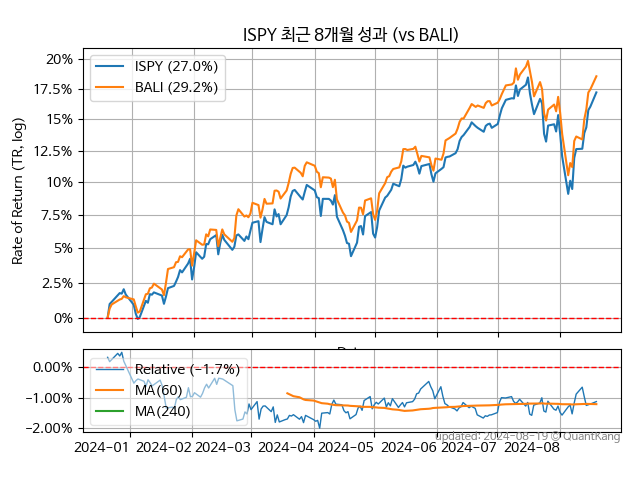 ISPY 최근 8개월 성과 (vs BALI)
Rate of Return (TR, log)
20%
17.5%
15%
12.5%
10%
7.5%
5%
2.5%
0%
ISPY (27.0%)
BALI (29.2%)
0.00%
−1.00%
−2.00%
Relative (−1.7%)
MA(60)
MA(240)
2024−01 2024−02 2024−03 2024−04 2024−05 2024−06 2024−07 2024−08
updated: 2024−08−19 © QuantKang